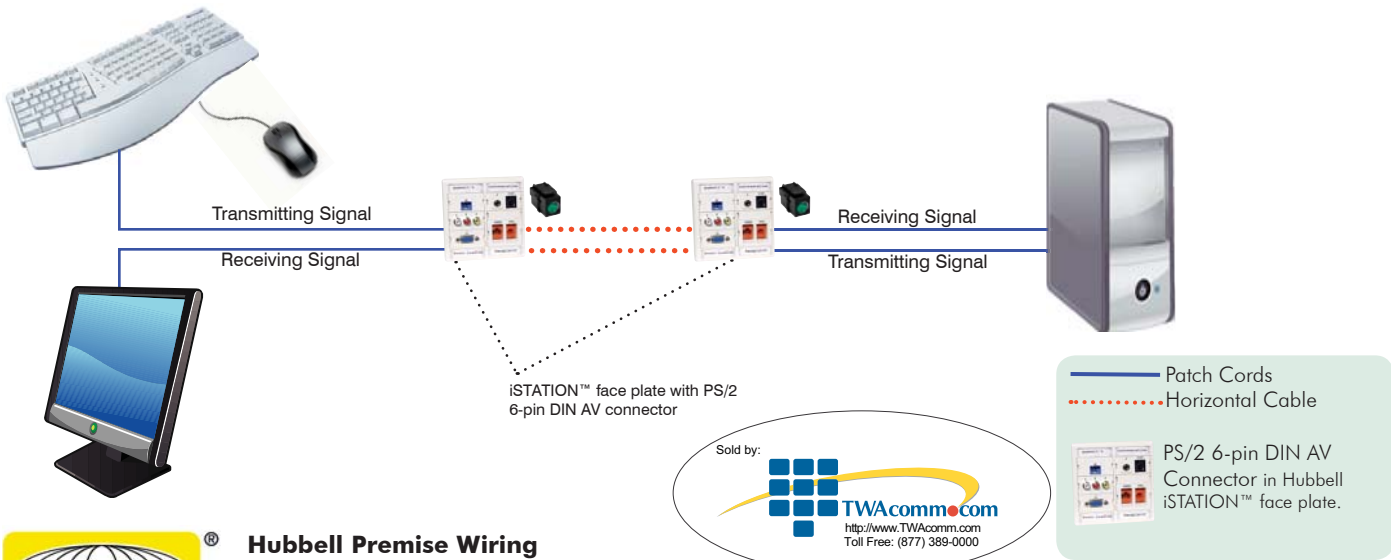 Transmitting Signal
Receiving Signal
Receiving Signal
Transmitting Signal
iSTATION™ face plate with PS/2
6-pin DIN AV connector
Patch Cords
Horizontal Cable
PS/2 6-pin DIN AV
Connector in Hubbell
iSTATION™ face plate.
Sold by:
TWAcomm.com
http://www.TWAcomm.com
Toll Free: (877) 389-0000
®
Hubbell Premise Wiring